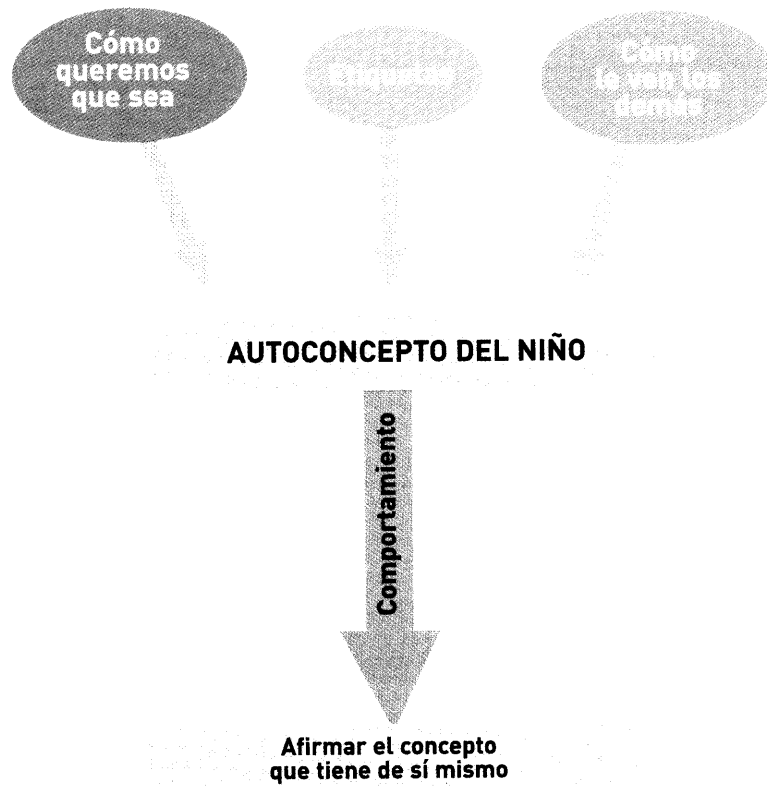 Cómo
queremos
que sea
Etiquetas
Cómo
le ven los
demás
AUTOCONCEPTO DEL NIÑO
Comportamiento
Afirmar el concepto
que tiene de sí mismo